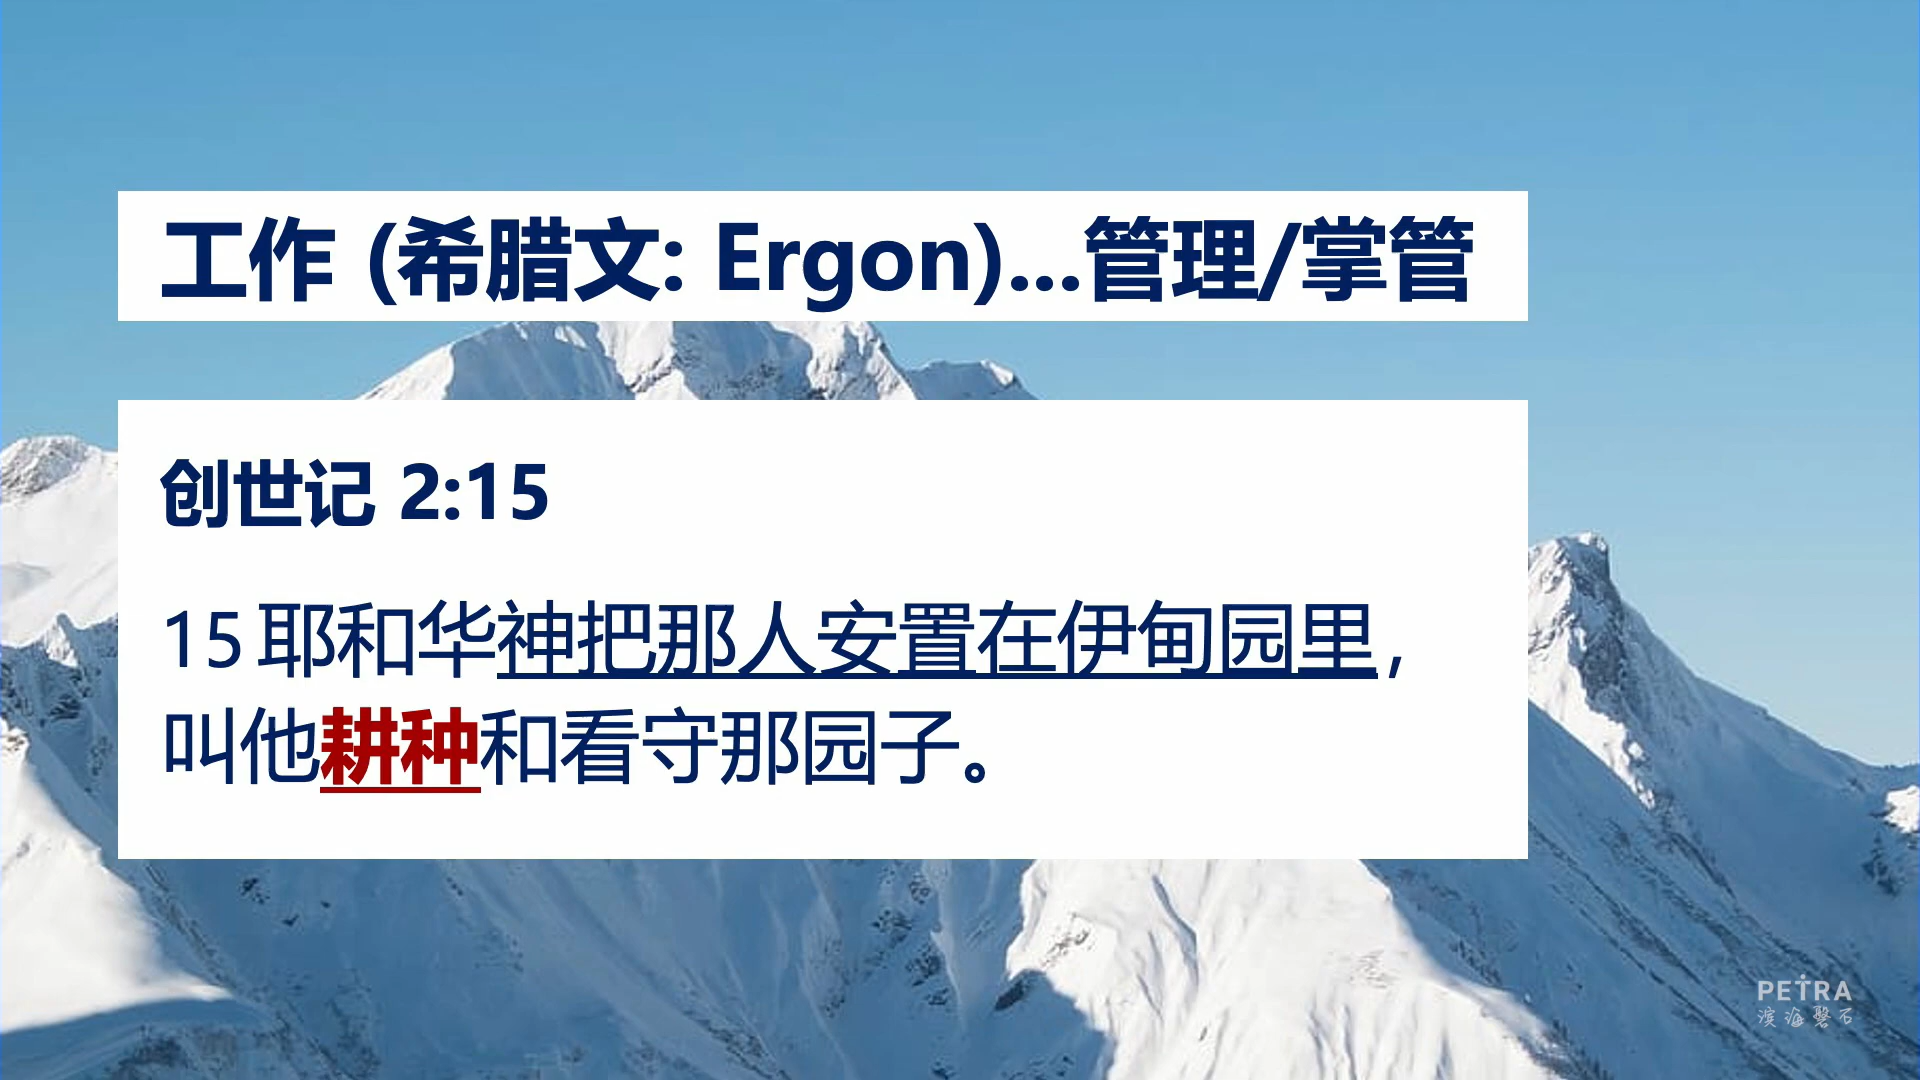 工作 (希腊文: Ergon)...管理/掌管
创世记 2:15
15 耶和华神把那人安置在伊甸园里，
叫他耕种和看守那园子。
PETRA
滨海磐石